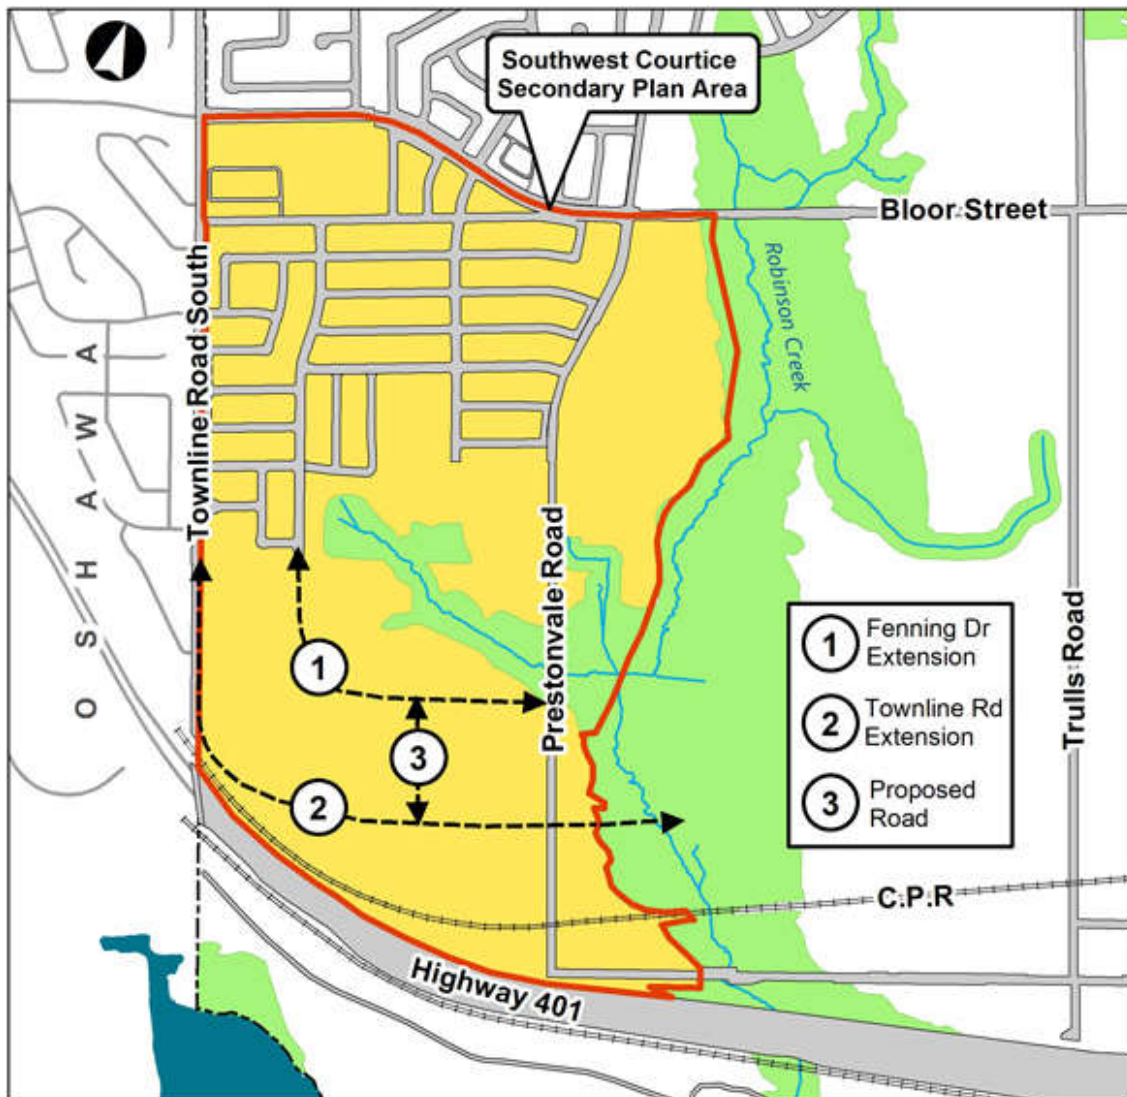 Southwest Courtice
Secondary Plan Area
Bloor Street
Robinson Creek
Townline Road South
OSHAWA
Prestonvale Road
Trulls Road
1
2
3
1 Fenning Dr
Extension
2 Townline Rd
Extension
3 Proposed
Road
C.P.R
Highway 401